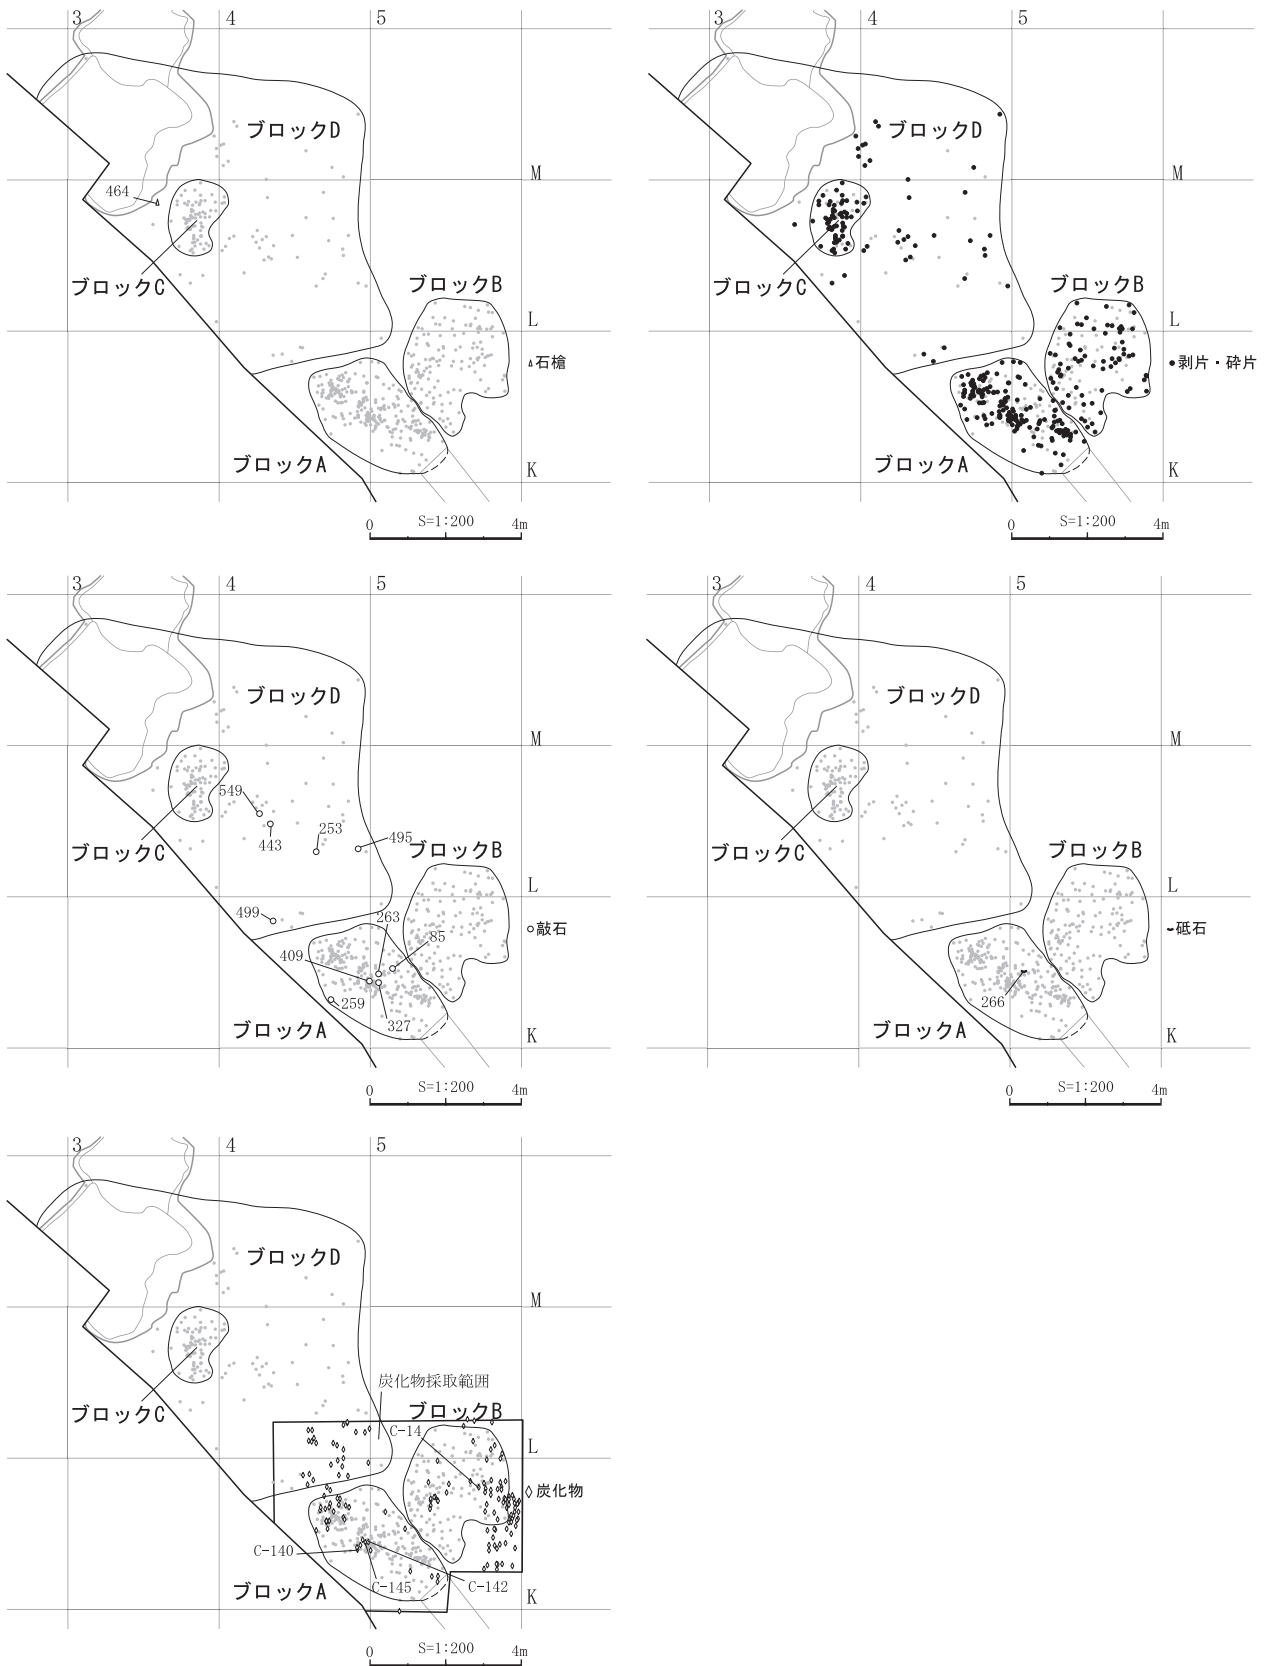 3 4 5
ブロックD
M
464
ブロックC
ブロックB
L
石槍
ブロックA
K
0 S=1:200 4m
3 4 5
ブロックD
M
ブロックC
ブロックB
L
剥片・砕片
ブロックA
K
0 S=1:200 4m
3 4 5
ブロックD
M
549
443
253
495
ブロックC
ブロックB
L
499
263
敲石
85
409
259
327
ブロックA
K
0 S=1:200 4m
3 4 5
ブロックD
M
ブロックC
ブロックB
L
砥石
266
ブロックA
K
0 S=1:200 4m
3 4 5
ブロックD
M
炭化物採取範囲
ブロックC
ブロックB
C-14
L
炭化物
C-140
C-145
C-142
ブロックA
K
0 S=1:200 4m